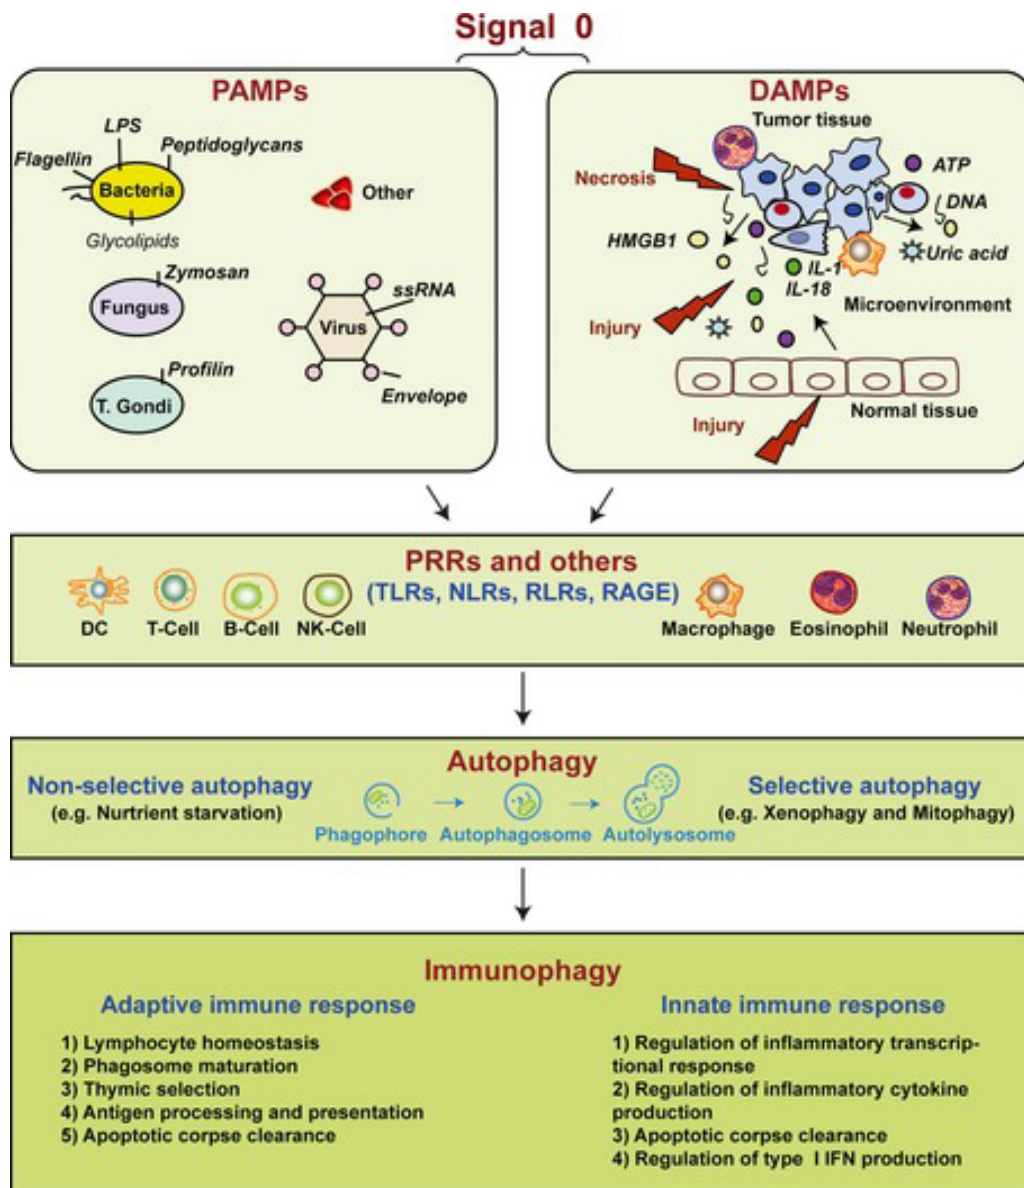 Signal 0
PAMPs
LPS
Peptidoglycans
Flagellin
Bacteria
Glycolipids
Other
Zymosan
Fungus
ssRNA
Virus
Profilin
T. Gondi
Envelope
DAMPs
Tumor tissue
Necrosis
ATP
DNA
HMGB1
Uric acid
IL-1
IL-18
Microenvironment
Injury
Normal tissue
Injury
PRRs and others
(TLRs, NLRs, RLRs, RAGE)
DC
T-Cell
B-Cell
NK-Cell
Macrophage
Eosinophil
Neutrophil
Autophagy
Non-selective autophagy
(e.g. Nurtrient starvation)
Phagophore
Autophagosome
Autolysosome
Selective autophagy
(e.g. Xenophagy and Mitophagy)
Immunophagy
Adaptive immune response
1) Lymphocyte homeostasis
2) Phagosome maturation
3) Thymic selection
4) Antigen processing and presentation
5) Apoptotic corpse clearance
Innate immune response
1) Regulation of inflammatory transcrip-
tional response
2) Regulation of inflammatory cytokine
production
3) Apoptotic corpse clearance
4) Regulation of type I IFN production